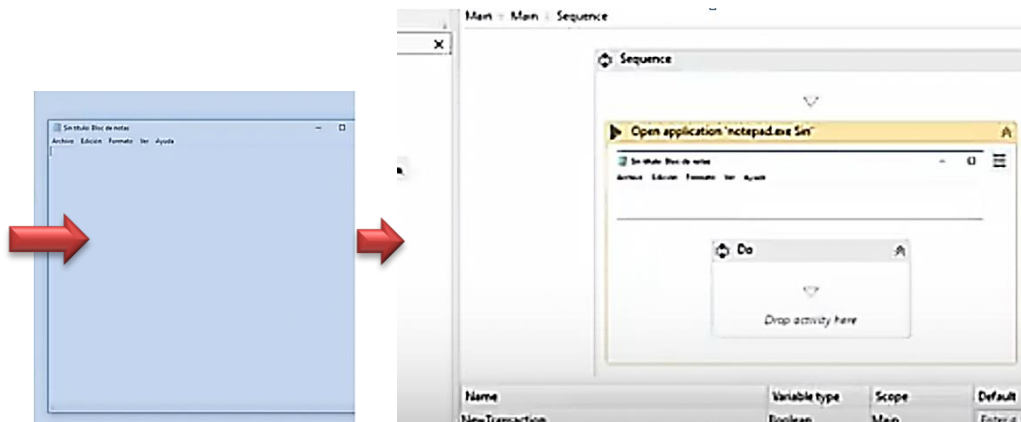 Sin título: Bloc de notas
Archivo Edición Formato Ver Ayuda
Main Main Sequence
Sequence
Open application 'notepad.exe Sin'
Sin título: Bloc de notas
Archivo Edición Formato Ver Ayuda
Do
Drop activity here
Name Variable type Scope Default
NewTransaction Boolean Main